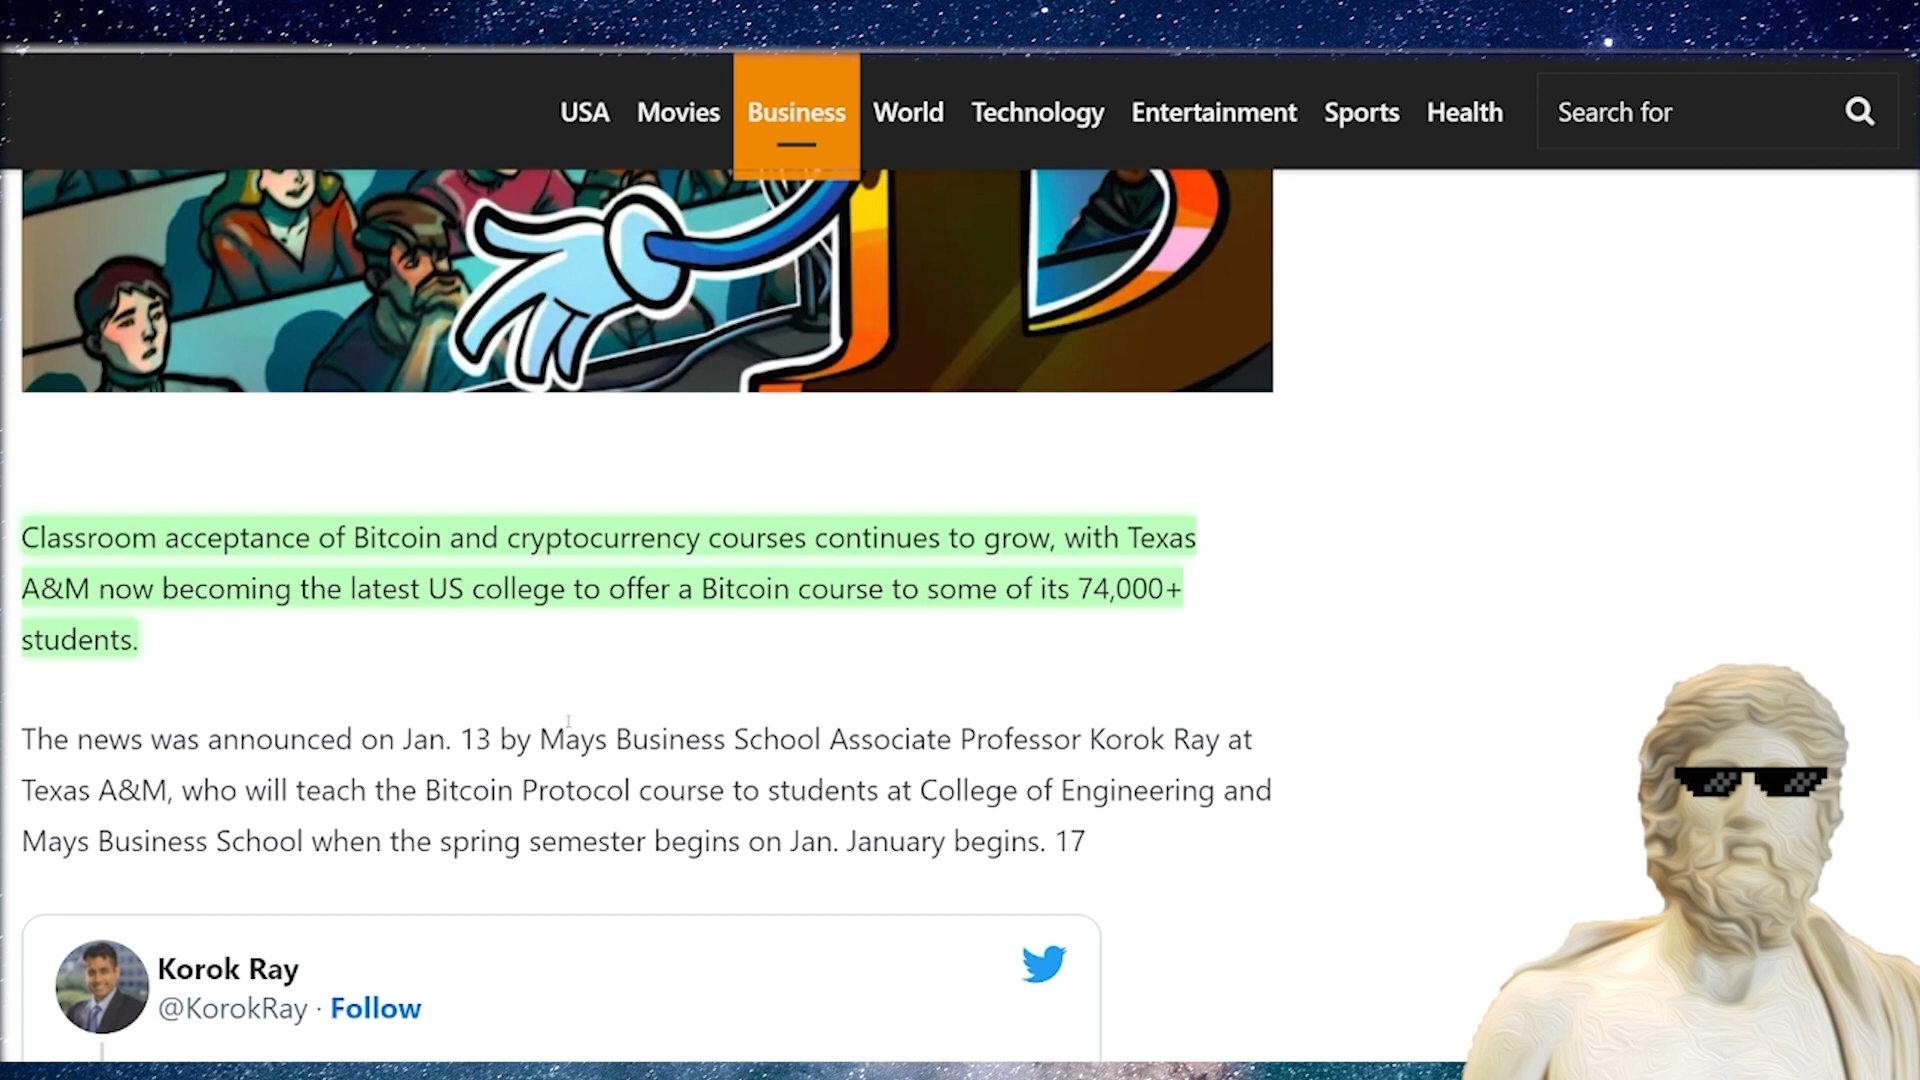 USA Movies Business World Technology Entertainment Sports Health Search for
Classroom acceptance of Bitcoin and cryptocurrency courses continues to grow, with Texas
A&M now becoming the latest US college to offer a Bitcoin course to some of its 74,000+
students.
The news was announced on Jan. 13 by Mays Business School Associate Professor Korok Ray at
Texas A&M, who will teach the Bitcoin Protocol course to students at College of Engineering and
Mays Business School when the spring semester begins on Jan. January begins. 17
Korok Ray
@KorokRay · Follow